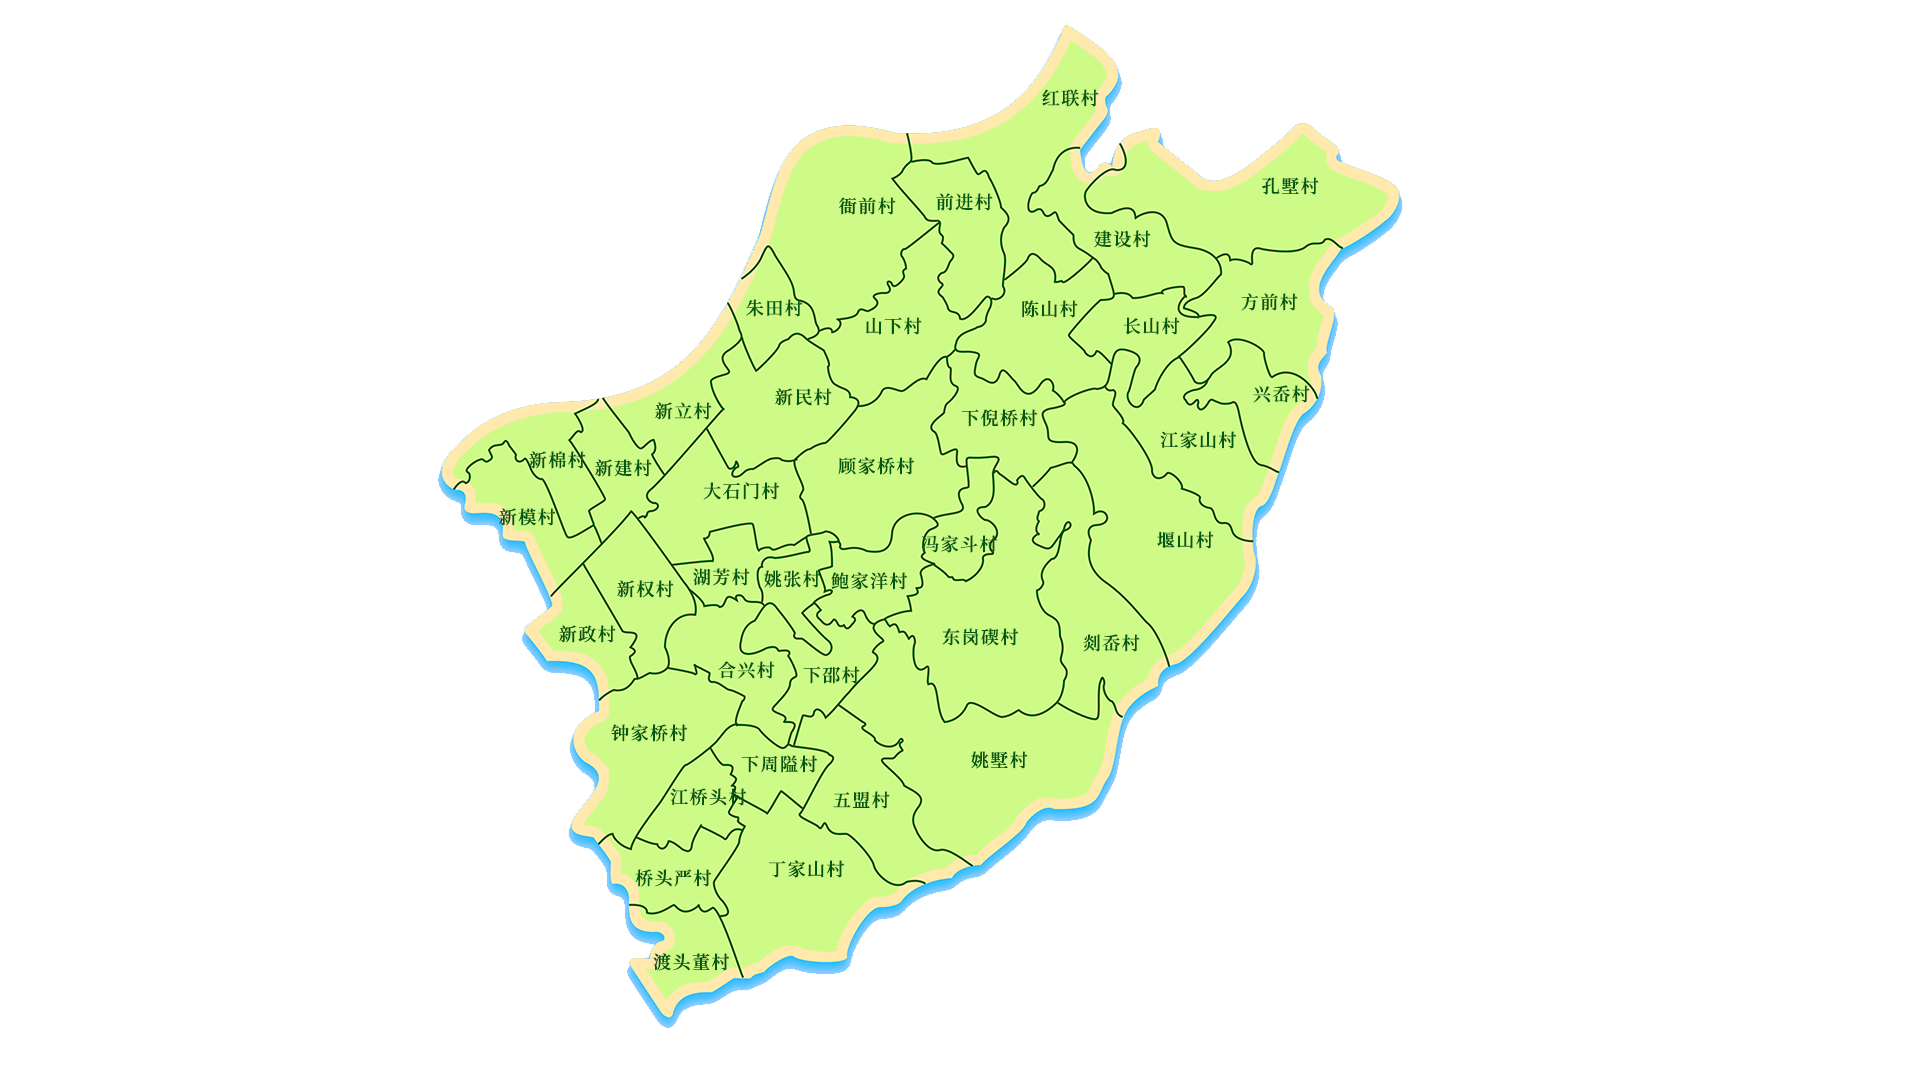 红联村
孔墅村
前进村
衙前村
建设村
方前村
朱田村
陈山村
山下村
长山村
兴岙村
新民村
新立村
下倪桥村
江家山村
新棉村
新建村
顾家桥村
大石门村
新模村
冯家斗村
堰山村
湖芳村
姚张村
鲍家洋村
新权村
新政村
东岗碶村
剡岙村
合兴村
下邵村
钟家桥村
姚墅村
下周隘村
江桥头村
五盟村
丁家山村
桥头严村
渡头董村